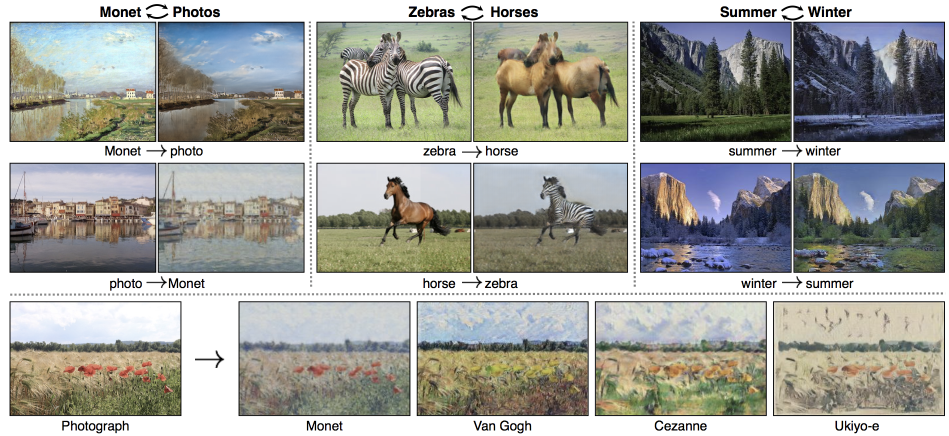 Monet ⟳ Photos
Zebras ⟳ Horses
Summer ⟳ Winter
Monet → photo
zebra → horse
summer → winter
photo → Monet
horse → zebra
winter → summer
→
Photograph
Monet
Van Gogh
Cezanne
Ukiyo-e